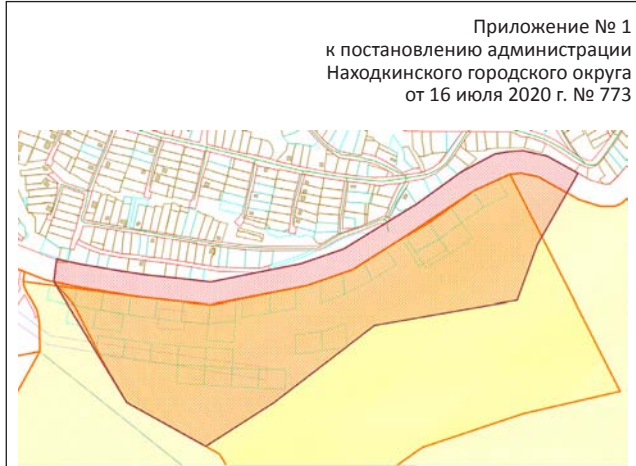 Приложение № 1
к постановлению администрации
Находкинского городского округа
от 16 июля 2020 г. № 773